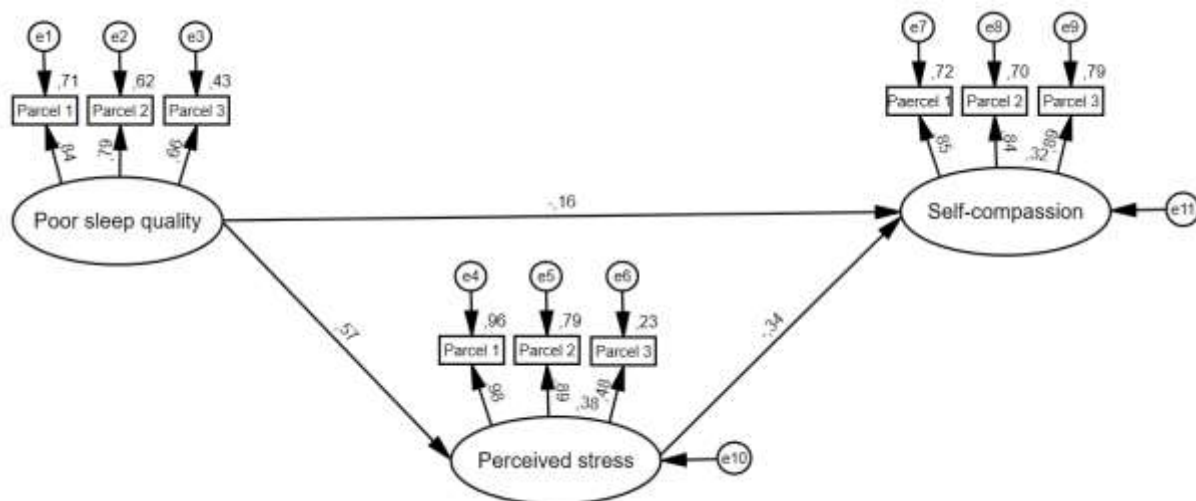 e1 e2 e3
,71 ,62 ,43
Parcel 1 Parcel 2 Parcel 3
,84 ,79 ,66
Poor sleep quality
e7 e8 e9
,72 ,70 ,79
Paercel 1 Parcel 2 Parcel 3
,85 ,84 ,89
,32
Self-compassion
e11
-,16
,57
-,34
e4 e5 e6
,96 ,79 ,23
Parcel 1 Parcel 2 Parcel 3
,98 ,89 ,48
,38
Perceived stress
e10